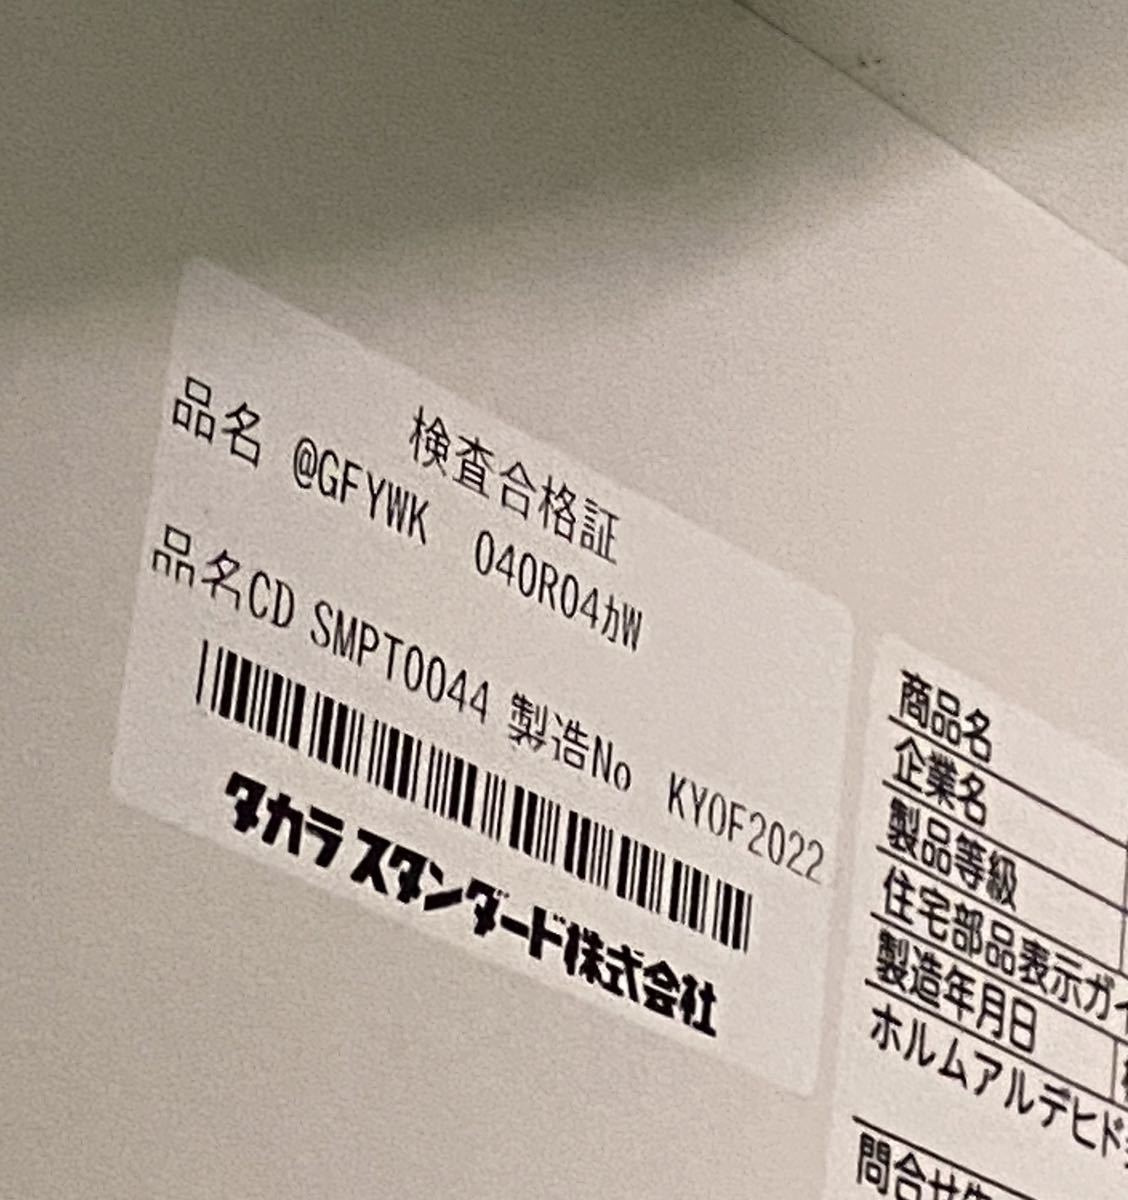 検査合格証
品名 @GFYWK 040R04ｶW
品名CD SMPT0044 製造No KYOF2022
タカラスタンダード株式会社
商品名
企業名
製品等級
住宅部品表示ガイ
製造年月日
ホルムアルデヒド
問合せ先